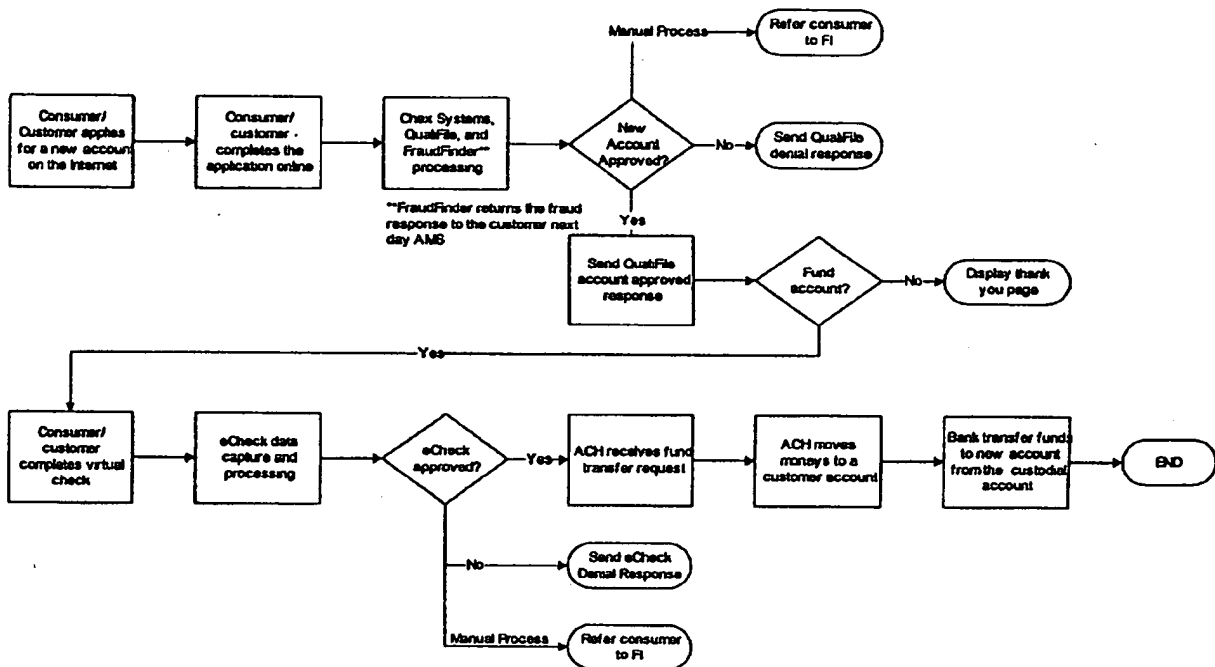 Manual Process
Refer consumer
to FI
Consumer/
Customer applies
for a new account
on the Internet
Consumer/
customer -
completes the
application online
Chex Systems,
QualiFile, and
FraudFinder**
processing
New
Account
Approved?
No
Send QualiFile
denial response
**FraudFinder returns the fraud
response to the customer next
day AM6
Yes
Send QualiFile
account approved
response
Fund
account?
No
Display thank
you page
Yes
Consumer/
customer
completes virtual
check
eCheck data
capture and
processing
eCheck
approved?
Yes
ACH receives fund
transfer request
ACH moves
moneys to a
customer account
Bank transfer funds
to new account
from the custodial
account
END
No
Send eCheck
Denial Response
Manual Process
Refer consumer
to FI